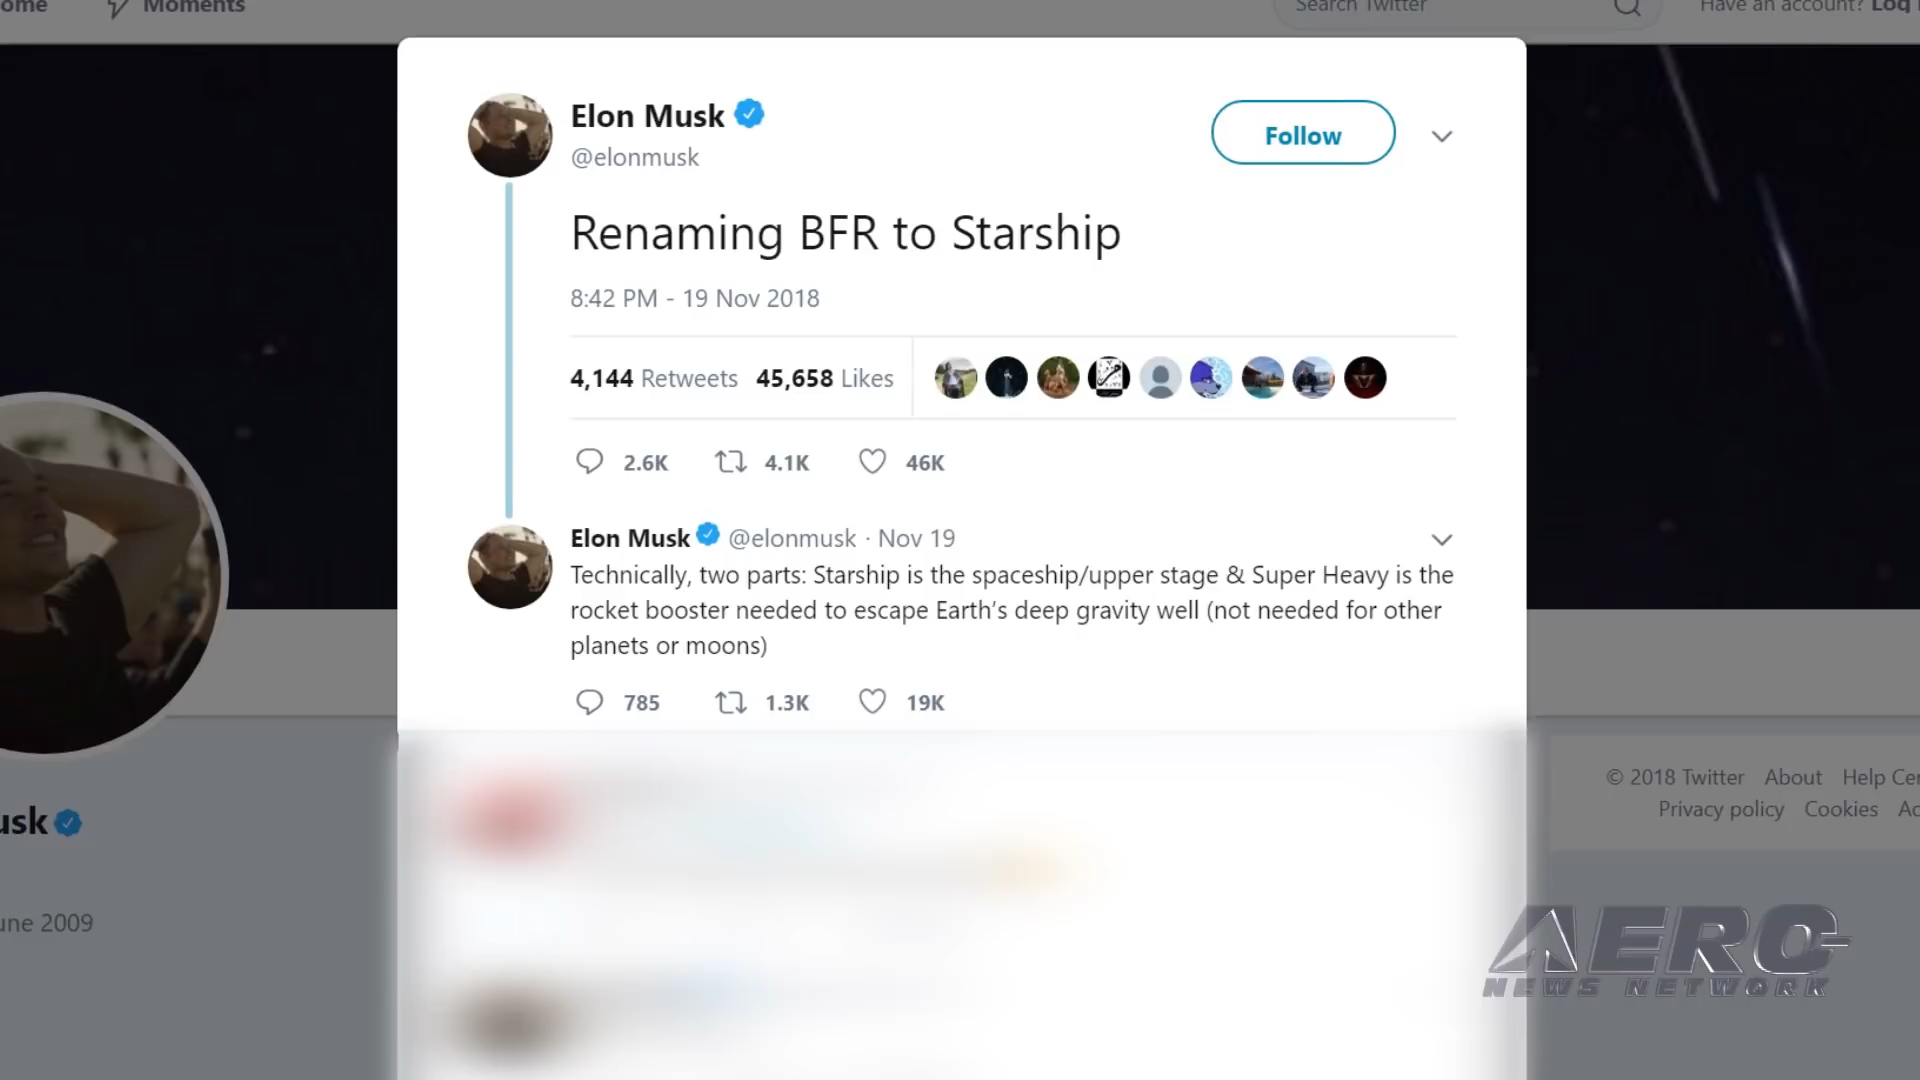 ome
Moments
Search Twitter
Have an account? Log
Elon Musk
@elonmusk
Follow
Renaming BFR to Starship
8:42 PM - 19 Nov 2018
4,144 Retweets 45,658 Likes
2.6K 4.1K 46K
Elon Musk @elonmusk · Nov 19
Technically, two parts: Starship is the spaceship/upper stage & Super Heavy is the
rocket booster needed to escape Earth's deep gravity well (not needed for other
planets or moons)
785 1.3K 19K
usk
une 2009
© 2018 Twitter About Help Cen
Privacy policy Cookies Ad
AERO
NEWS NETWORK